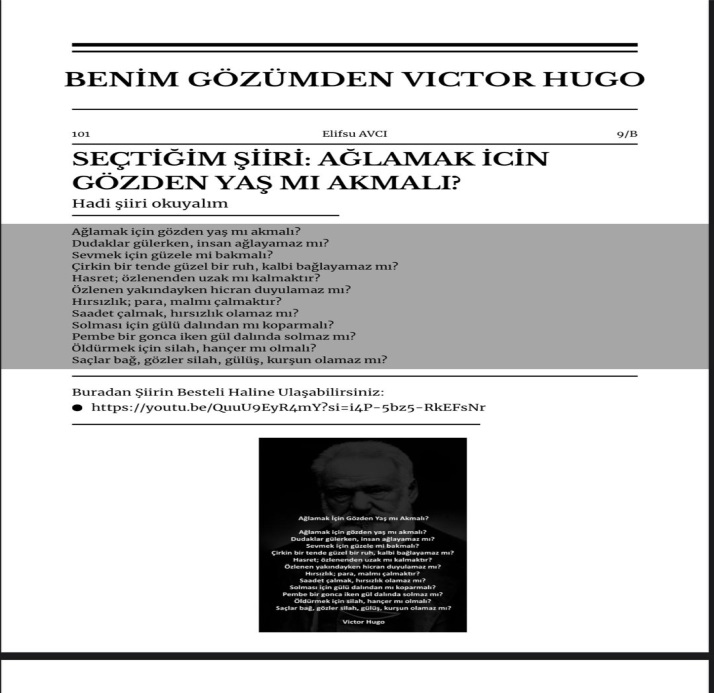 BENİM GÖZÜMDEN VICTOR HUGO
101 Elifsu AVCI 9/B
SEÇTİĞİM ŞİİRİ: AĞLAMAK İCİN
GÖZDEN YAŞ MI AKMALI?
Hadi şiiri okuyalım
Ağlamak için gözden yaş mı akmalı?
Dudaklar gülerken, insan ağlayamaz mı?
Sevmek için güzele mi bakmalı?
Çirkin bir tende güzel bir ruh, kalbi bağlayamaz mı?
Hasret; özlenenden uzak mı kalmaktır?
Özlenen yakındayken hicran duyulamaz mı?
Hırsızlık; para, malmı çalmaktır?
Saadet çalmak, hırsızlık olamaz mı?
Solması için gülü dalından mı koparmalı?
Pembe bir gonca iken gül dalında solmaz mı?
Öldürmek için silah, hançer mı olmalı?
Saçlar bağ, gözler silah, gülüş, kurşun olamaz mı?
Buradan Şiirin Besteli Haline Ulaşabilirsiniz:
● https://youtu.be/QuuU9EyR4mY?si=i4P-5bz5-RkEFsNr
Ağlamak İçin Gözden Yaş mı Akmalı?
Ağlamak için gözden yaş mı akmalı?
Dudaklar gülerken, insan ağlayamaz mı?
Sevmek için güzele mi bakmalı?
Çirkin bir tende güzel bir ruh, kalbi bağlayamaz mı?
Hasret; özlenenden uzak mı kalmaktır?
Özlenen yakındayken hicran duyulamaz mı?
Hırsızlık; para, malmı çalmaktır?
Saadet çalmak, hırsızlık olamaz mı?
Solması için gülü dalından mı koparmalı?
Pembe bir gonca iken gül dalında solmaz mı?
Öldürmek için silah, hançer mı olmalı?
Saçlar bağ, gözler silah, gülüş, kurşun olamaz mı?
Victor Hugo